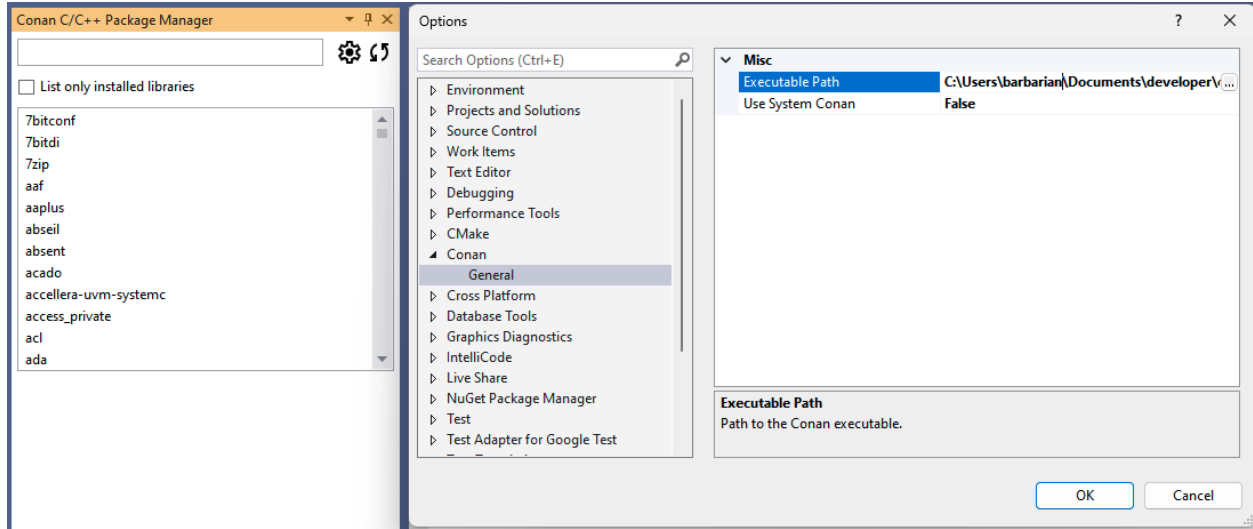 Conan C/C++ Package Manager
List only installed libraries
7bitconf
7bitdi
7zip
aaf
aaplus
abseil
absent
acado
accellera-uvm-systemc
access_private
acl
ada
Options
?
Search Options (Ctrl+E)
Environment
Projects and Solutions
Source Control
Work Items
Text Editor
Debugging
Performance Tools
CMake
Conan
General
Cross Platform
Database Tools
Graphics Diagnostics
IntelliCode
Live Share
NuGet Package Manager
Test
Test Adapter for Google Test
Misc
Executable Path C:\Users\barbarian\Documents\developer\ ...
Use System Conan False
Executable Path
Path to the Conan executable.
OK Cancel